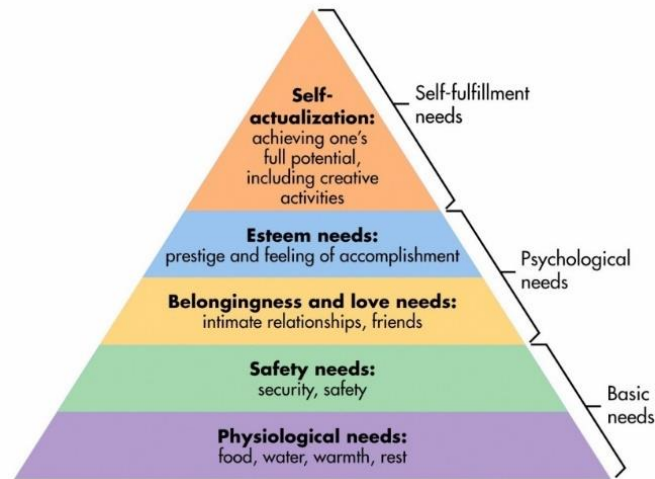 Self-
actualization:
achieving one's
full potential,
including creative
activities
Self-fulfillment
needs
Esteem needs:
prestige and feeling of accomplishment
Psychological
needs
Belongingness and love needs:
intimate relationships, friends
Safety needs:
security, safety
Basic
needs
Physiological needs:
food, water, warmth, rest